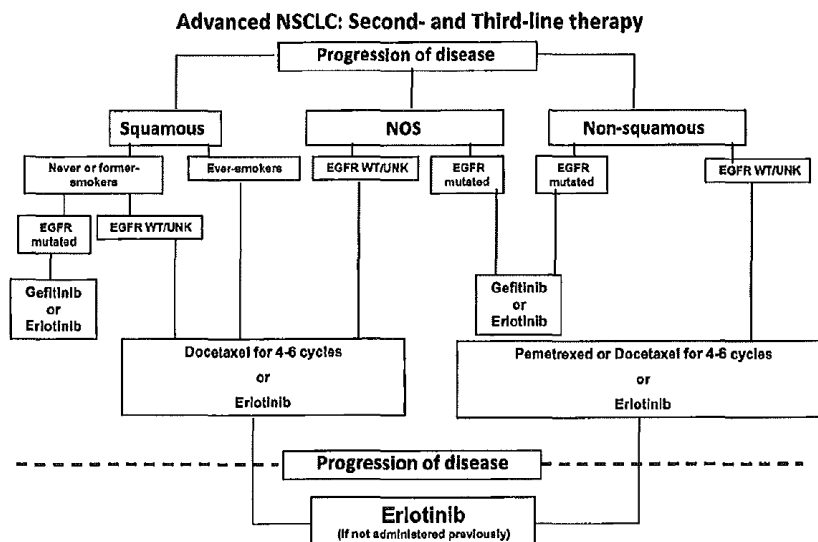 Advanced NSCLC: Second- and Third-line therapy
Progression of disease
Squamous
NOS
Non-squamous
Never or former-
smokers
Ever-smokers
EGFR WT/UNK
EGFR
mutated
EGFR
mutated
EGFR WT/UNK
EGFR
mutated
EGFR WT/UNK
Gefitinib
or
Erlotinib
Gefitinib
or
Erlotinib
Docetaxel for 4-6 cycles
or
Erlotinib
Pemetrexed or Docetaxel for 4-6 cycles
or
Erlotinib
Progression of disease
Erlotinib
(If not administered previously)